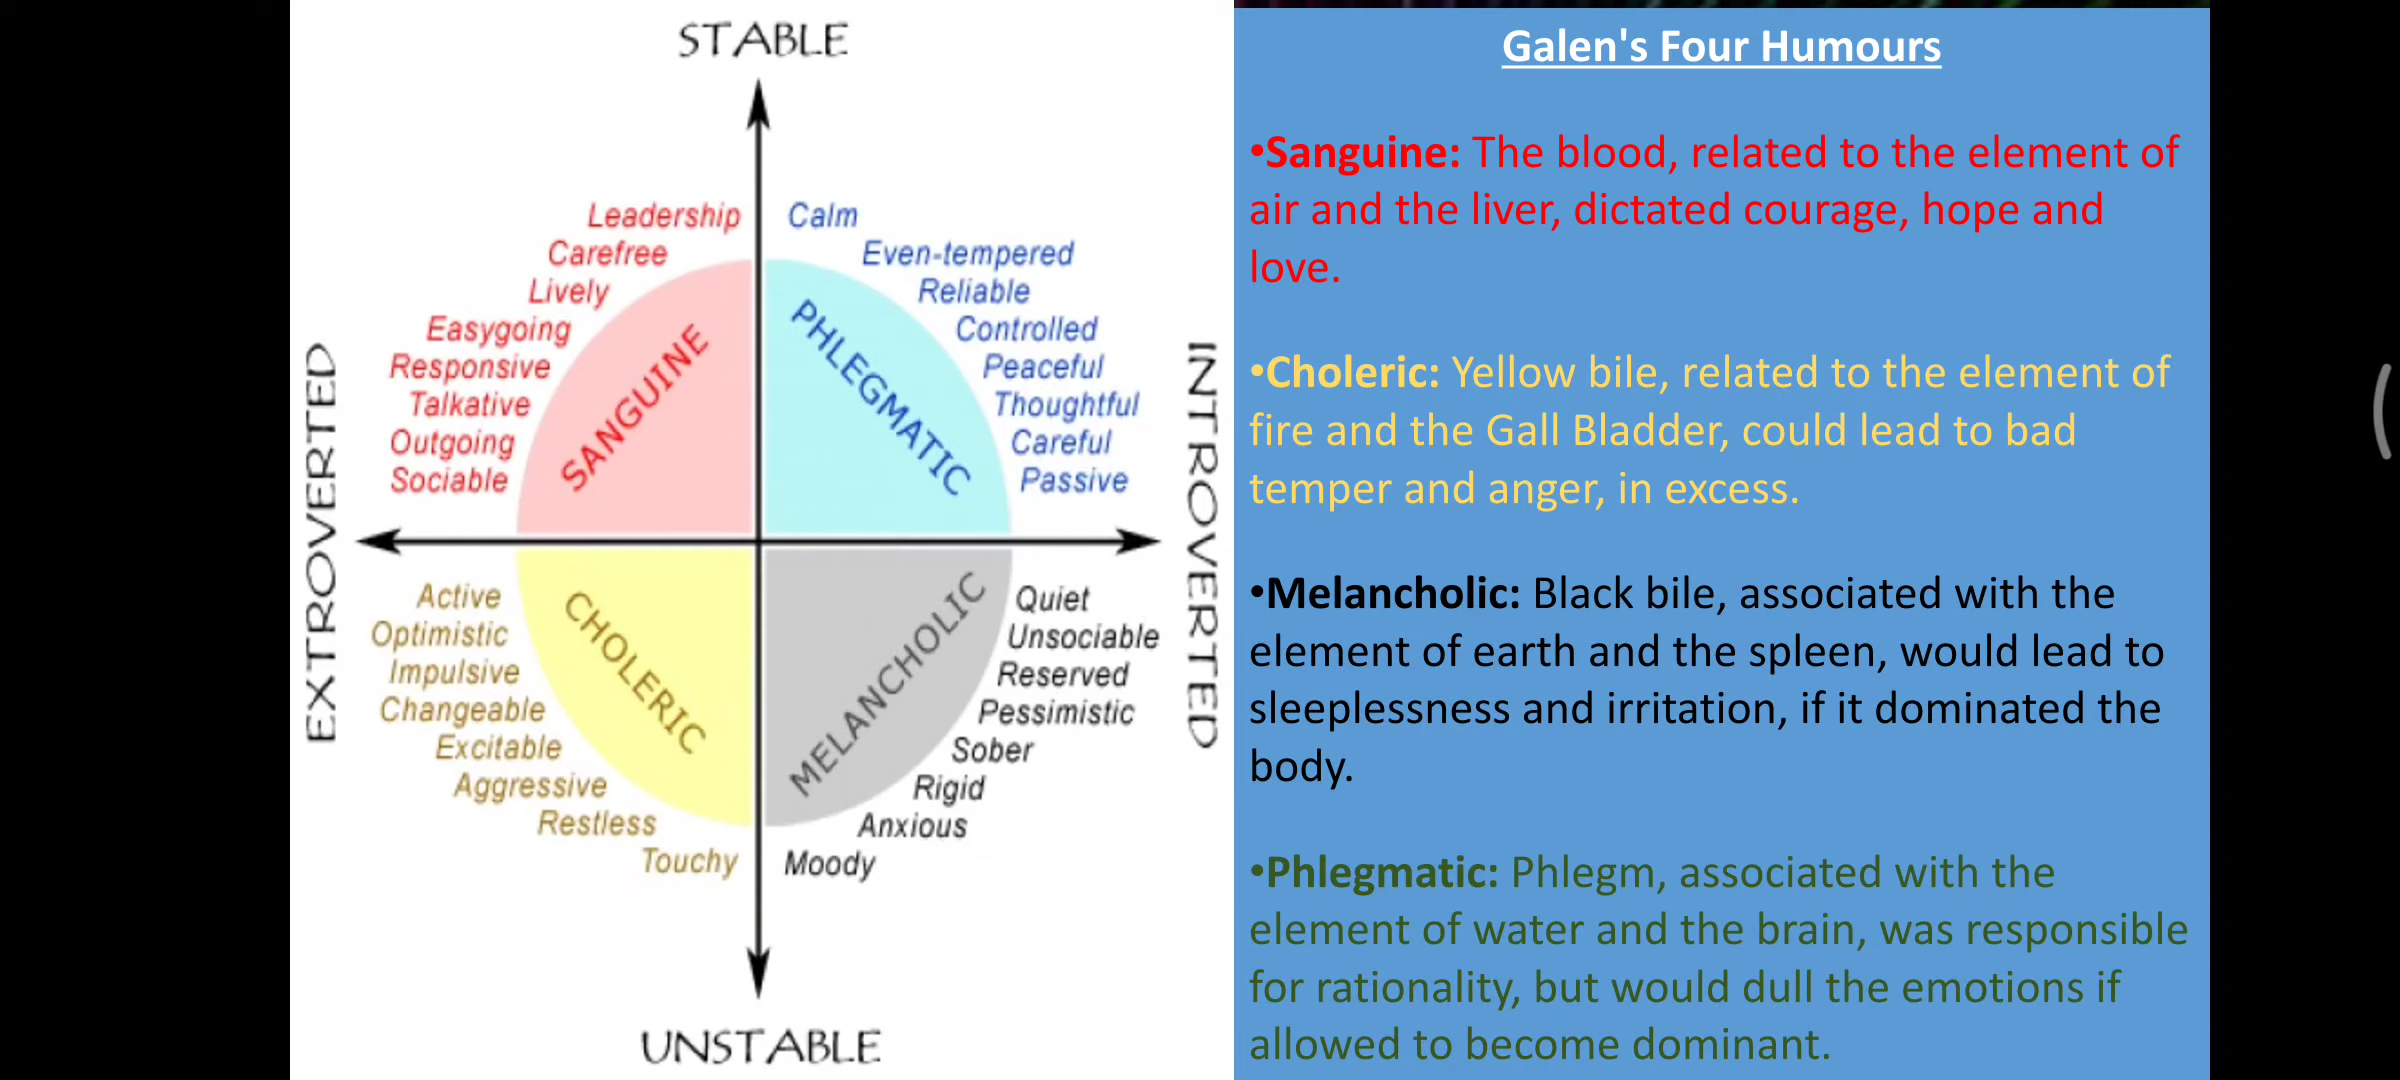 STABLE
EXTROVERTED
INTROVERTED
Leadership
Carefree
Lively
Easygoing
Responsive
Talkative
Outgoing
Sociable
SANGUINE
Calm
Even-tempered
Reliable
Controlled
Peaceful
Thoughtful
Careful
Passive
PHLEGMATIC
Active
Optimistic
Impulsive
Changeable
Excitable
Aggressive
Restless
Touchy
CHOLERIC
Quiet
Unsociable
Reserved
Pessimistic
Sober
Rigid
Anxious
Moody
MELANCHOLIC
UNSTABLE
Galen's Four Humours
•Sanguine: The blood, related to the element of
air and the liver, dictated courage, hope and
love.
•Choleric: Yellow bile, related to the element of
fire and the Gall Bladder, could lead to bad
temper and anger, in excess.
•Melancholic: Black bile, associated with the
element of earth and the spleen, would lead to
sleeplessness and irritation, if it dominated the
body.
•Phlegmatic: Phlegm, associated with the
element of water and the brain, was responsible
for rationality, but would dull the emotions if
allowed to become dominant.